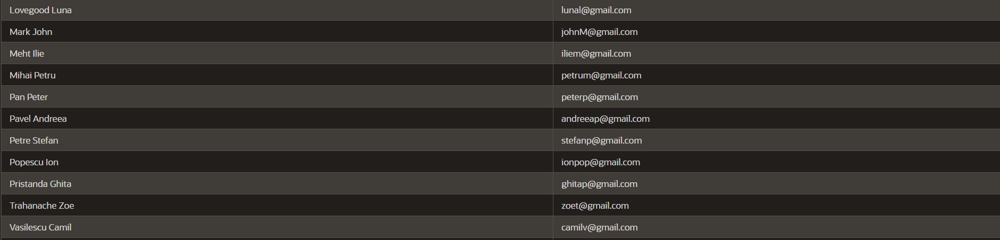 Lovegood Luna lunal@gmail.com
Mark John johnM@gmail.com
Meht Ilie iliem@gmail.com
Mihai Petru petrum@gmail.com
Pan Peter peterp@gmail.com
Pavel Andreea andreeap@gmail.com
Petre Stefan stefanp@gmail.com
Popescu Ion ionpop@gmail.com
Pristanda Ghita ghitap@gmail.com
Trahanache Zoe zoet@gmail.com
Vasilescu Camil camilv@gmail.com